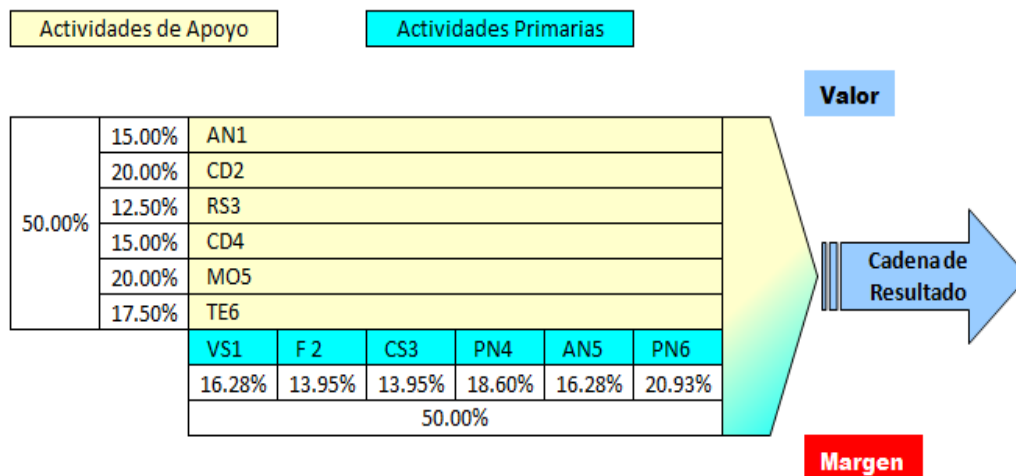 Actividades de Apoyo
Actividades Primarias
Valor
15.00% AN1
20.00% CD2
12.50% RS3
50.00%
15.00% CD4
20.00% MO5
17.50% TE6
Cadena de
Resultado
VS1 F 2 CS3 PN4 AN5 PN6
16.28% 13.95% 13.95% 18.60% 16.28% 20.93%
50.00%
Margen